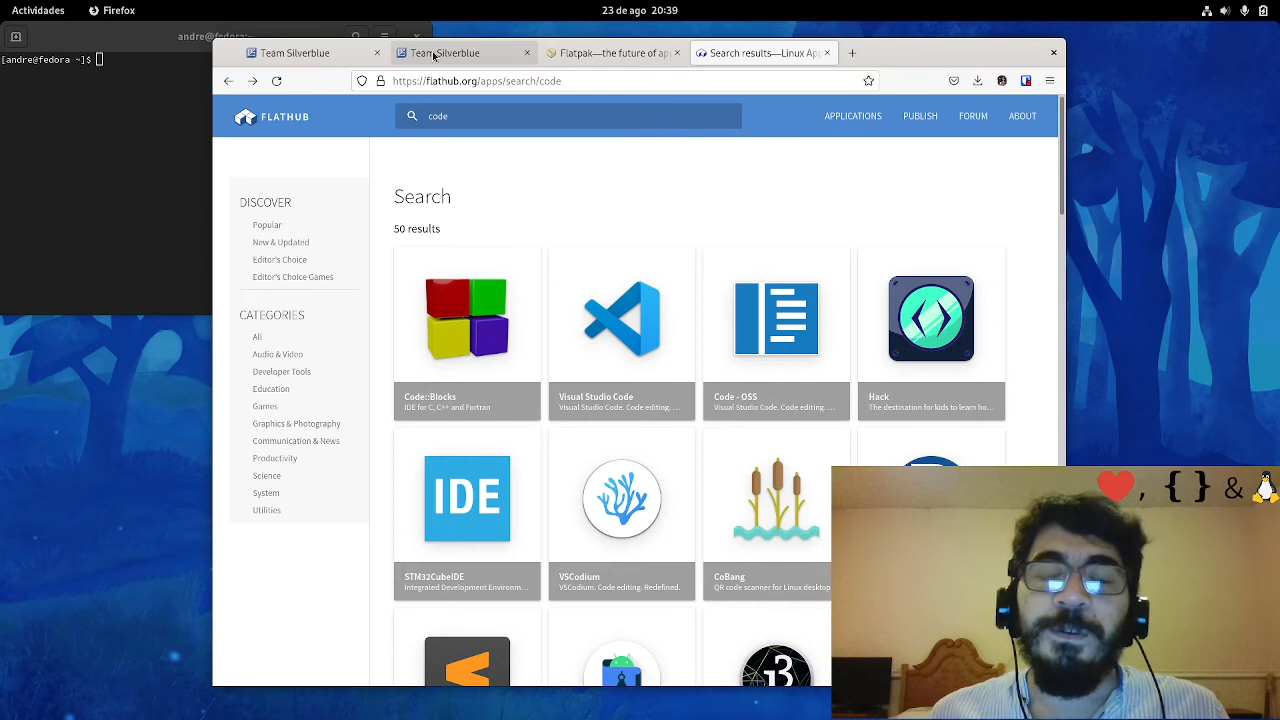 Actividades
Firefox
23 de ago 20:39
andre@fedora:~
[andre@fedora ~]$
Team Silverblue
Team Silverblue
Flatpak—the future of ap
Search results—Linux App
https://flathub.org/apps/search/code
FLATHUB
code
APPLICATIONS
PUBLISH
FORUM
ABOUT
DISCOVER
Popular
New & Updated
Editor's Choice
Editor's Choice Games
CATEGORIES
All
Audio & Video
Developer Tools
Education
Games
Graphics & Photography
Communication & News
Productivity
Science
System
Utilities
Search
50 results
Code::Blocks
IDE for C, C++ and Fortran
Visual Studio Code
Visual Studio Code. Code editing. ...
Code - OSS
Visual Studio Code. Code editing. ...
Hack
The destination for kids to learn ho...
IDE
STM32CubeIDE
Integrated Development Environm...
VSCodium
VSCodium. Code editing. Redefined.
CoBang
QR code scanner for Linux desktop
i3
, { } &